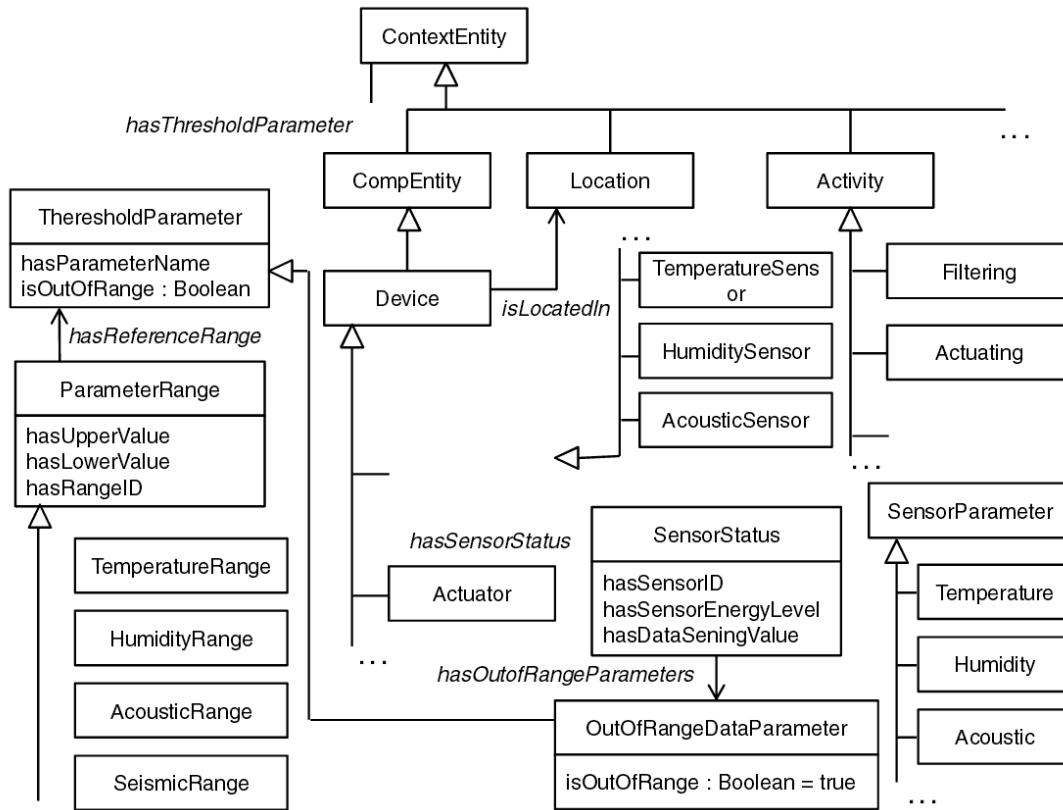 ContextEntity
hasThresholdParameter
...
CompEntity
Location
Activity
Thereshold​Parameter
hasParameterName
isOutOfRange : Boolean
hasReferenceRange
ParameterRange
hasUpperValue
hasLowerValue
hasRangeID
TemperatureRange
HumidityRange
AcousticRange
SeismicRange
Device
isLocatedIn
...
TemperatureSens
or
HumiditySensor
AcousticSensor
Filtering
Actuating
...
hasSensorStatus
Actuator
...
SensorStatus
hasSensorID
hasSensorEnergyLevel
hasDataSeningValue
hasOutofRangeParameters
OutOfRangeDataParameter
isOutOfRange : Boolean = true
SensorParameter
Temperature
Humidity
Acoustic
...